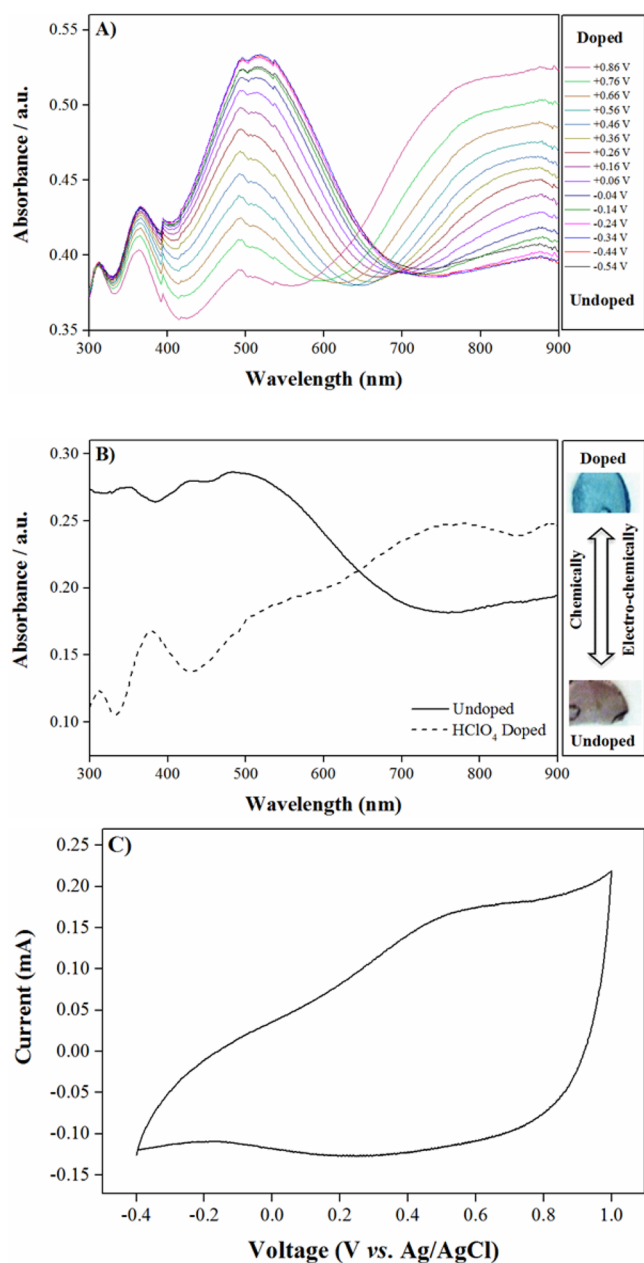 A)
Absorbance / a.u.
0.55
0.50
0.45
0.40
0.35
300 400 500 600 700 800 900
Wavelength (nm)
Doped
+0.86 V
+0.76 V
+0.66 V
+0.56 V
+0.46 V
+0.36 V
+0.26 V
+0.16 V
+0.06 V
-0.04 V
-0.14 V
-0.24 V
-0.34 V
-0.44 V
-0.54 V
Undoped
B)
Absorbance / a.u.
0.30
0.25
0.20
0.15
0.10
Undoped
HClO₄ Doped
300 400 500 600 700 800 900
Wavelength (nm)
Doped
Chemically
Electro-chemically
Undoped
C)
Current (mA)
0.25
0.20
0.15
0.10
0.05
0.00
-0.05
-0.10
-0.15
-0.4 -0.2 0.0 0.2 0.4 0.6 0.8 1.0
Voltage (V vs. Ag/AgCl)